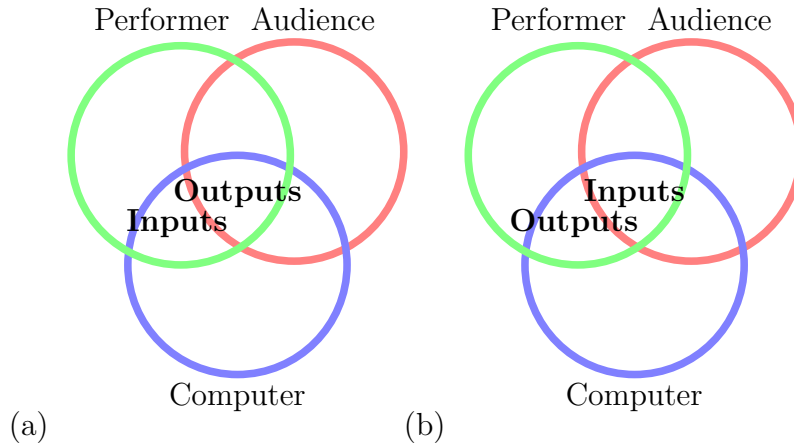 Performer Audience
Outputs
Inputs
Computer
(a)
Performer Audience
Inputs
Outputs
Computer
(b)